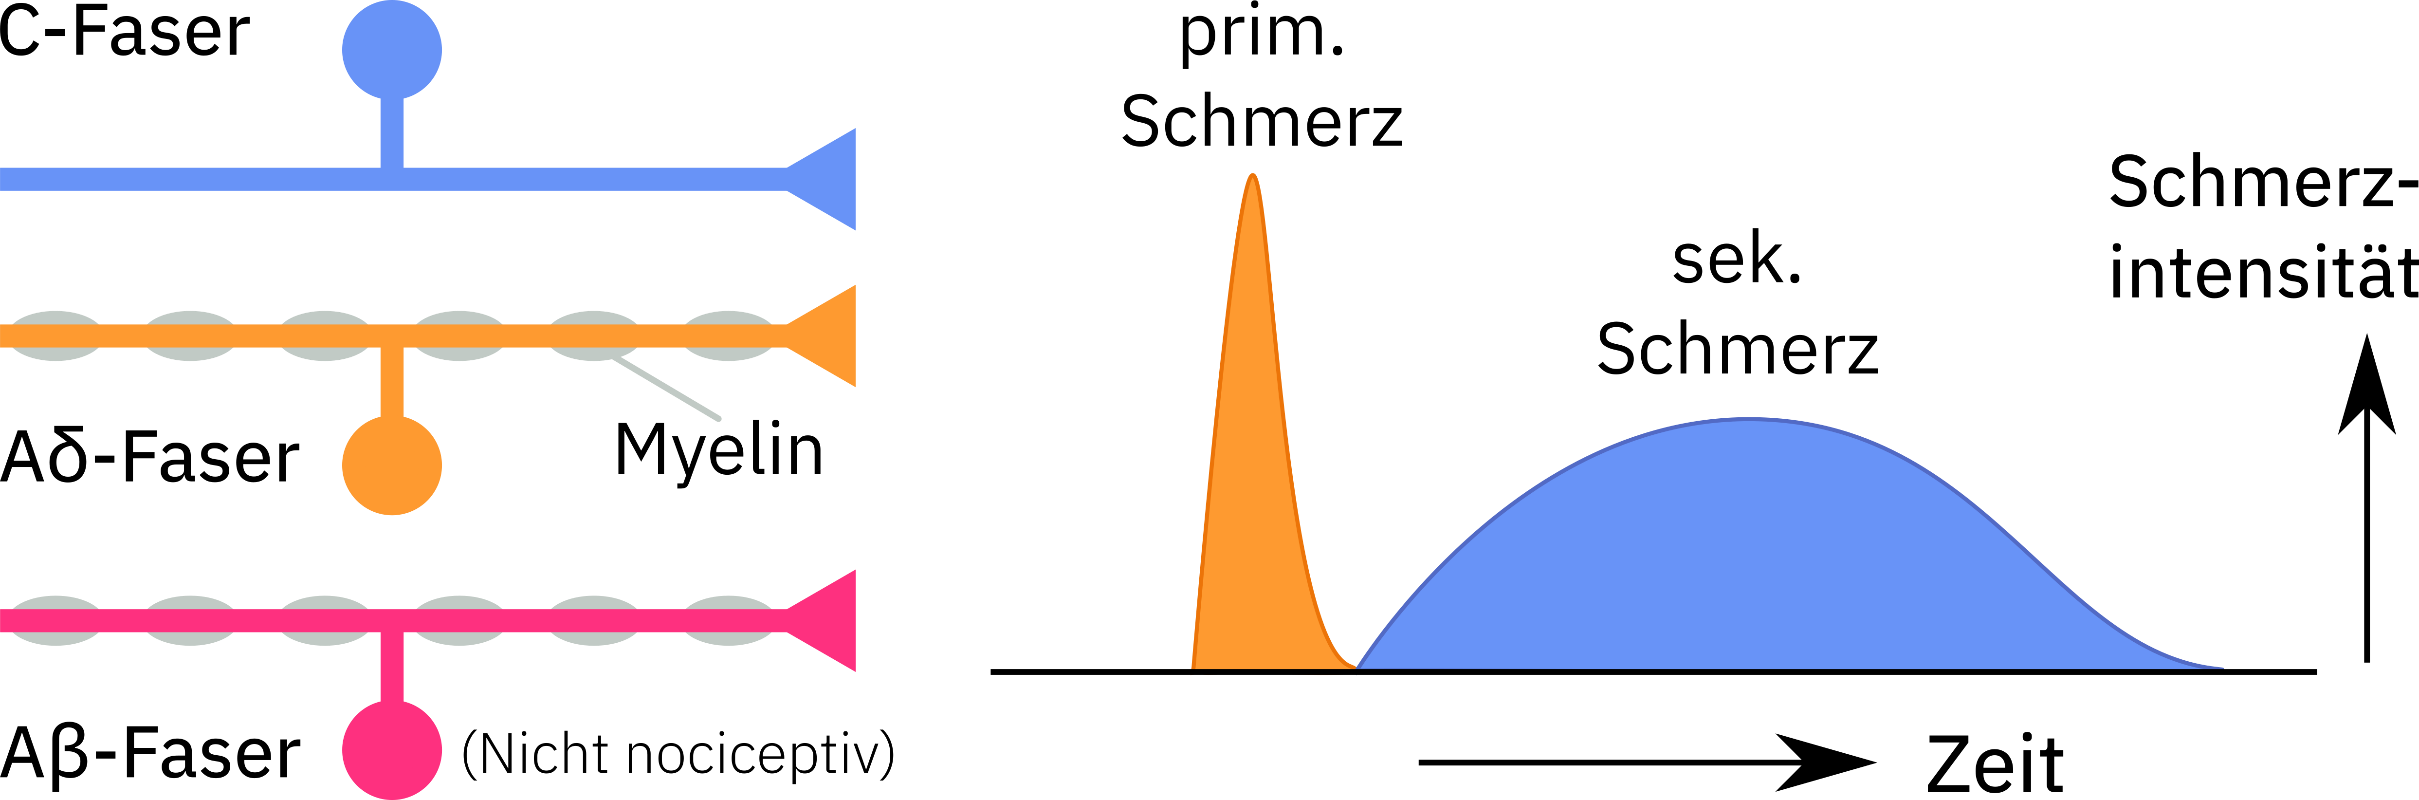 C-Faser
Aδ-Faser
Myelin
Aβ-Faser
(Nicht nociceptiv)
prim.
Schmerz
sek.
Schmerz
Schmerz-
intensität
Zeit